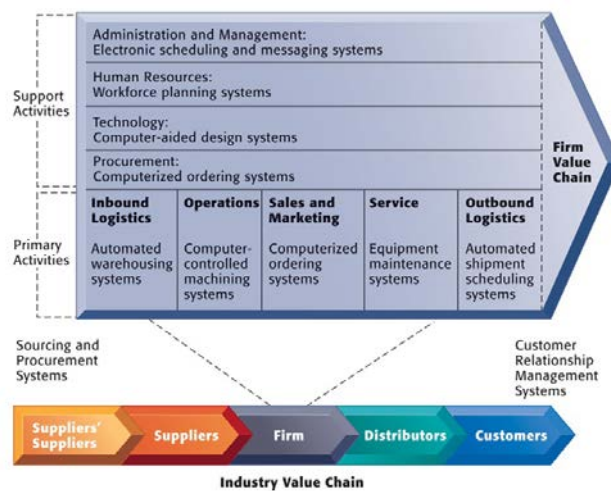 Administration and Management:
Electronic scheduling and messaging systems
Human Resources:
Workforce planning systems
Support
Activities
Technology:
Computer-aided design systems
Procurement:
Computerized ordering systems
Firm
Value
Chain
Primary
Activities
Inbound
Logistics
Automated
warehousing
systems
Operations
Computer-
controlled
machining
systems
Sales and
Marketing
Computerized
ordering
systems
Service
Equipment
maintenance
systems
Outbound
Logistics
Automated
shipment
scheduling
systems
Sourcing and
Procurement
Systems
Customer
Relationship
Management
Systems
Suppliers'
Suppliers
Suppliers
Firm
Distributors
Customers
Industry Value Chain